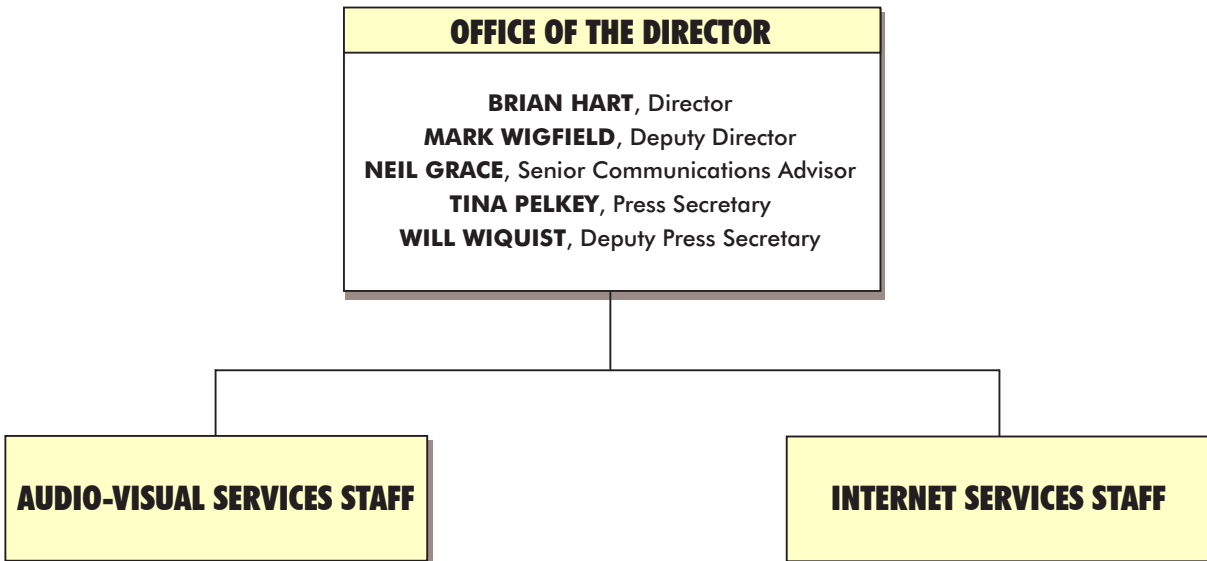 OFFICE OF THE DIRECTOR
BRIAN HART, Director
MARK WIGFIELD, Deputy Director
NEIL GRACE, Senior Communications Advisor
TINA PELKEY, Press Secretary
WILL WIQUIST, Deputy Press Secretary
AUDIO-VISUAL SERVICES STAFF
INTERNET SERVICES STAFF